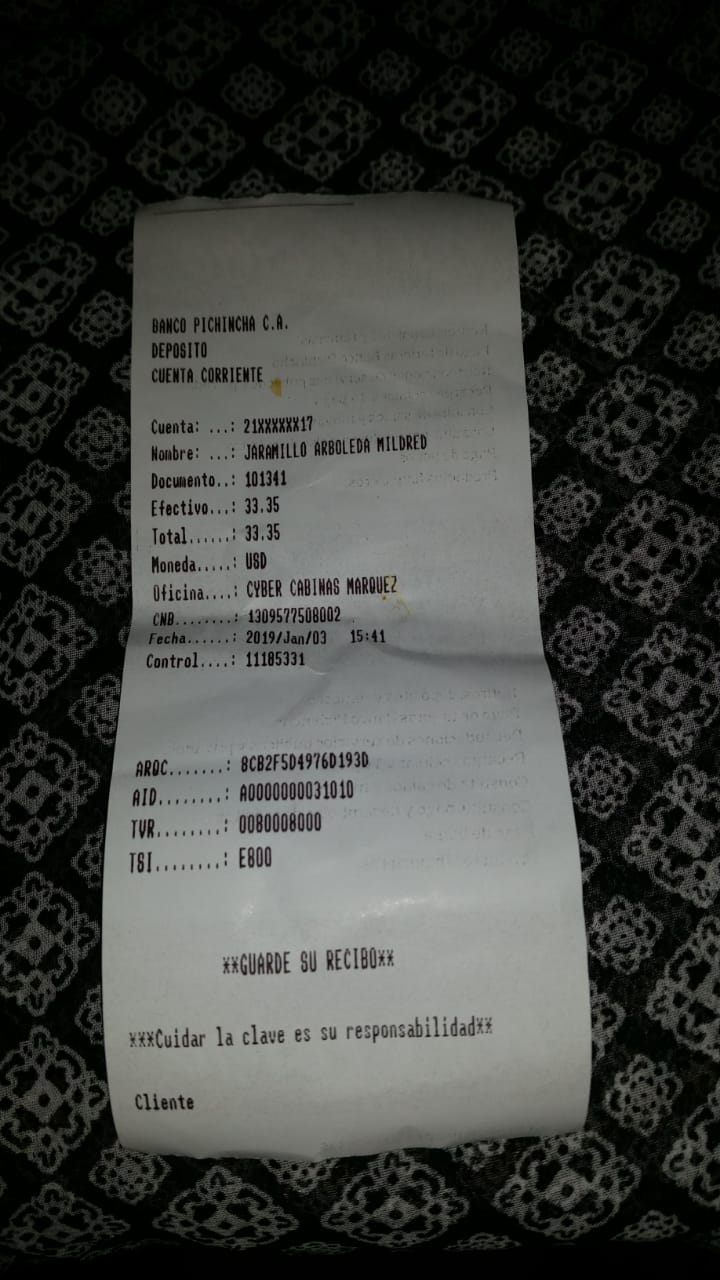 BANCO PICHINCHA C.A.
DEPOSITO
CUENTA CORRIENTE
Cuenta: ...: 21XXXXXX17
Nombre: ...: JARAMILLO ARBOLEDA MILDRED
Documento..: 101341
Efectivo...: 33.35
Total......: 33.35
Moneda.....: USD
Oficina....: CYBER CABINAS MARQUEZ
CNB........: 1309577508002
Fecha......: 2019/Jan/03 15:41
Control....: 11185331
ARQC.......: 8CB2F5D4976D193D
AID........: A0000000031010
TVR........: 0080008000
TSI........: E800
**GUARDE SU RECIBO**
***Cuidar la clave es su responsabilidad**
Cliente